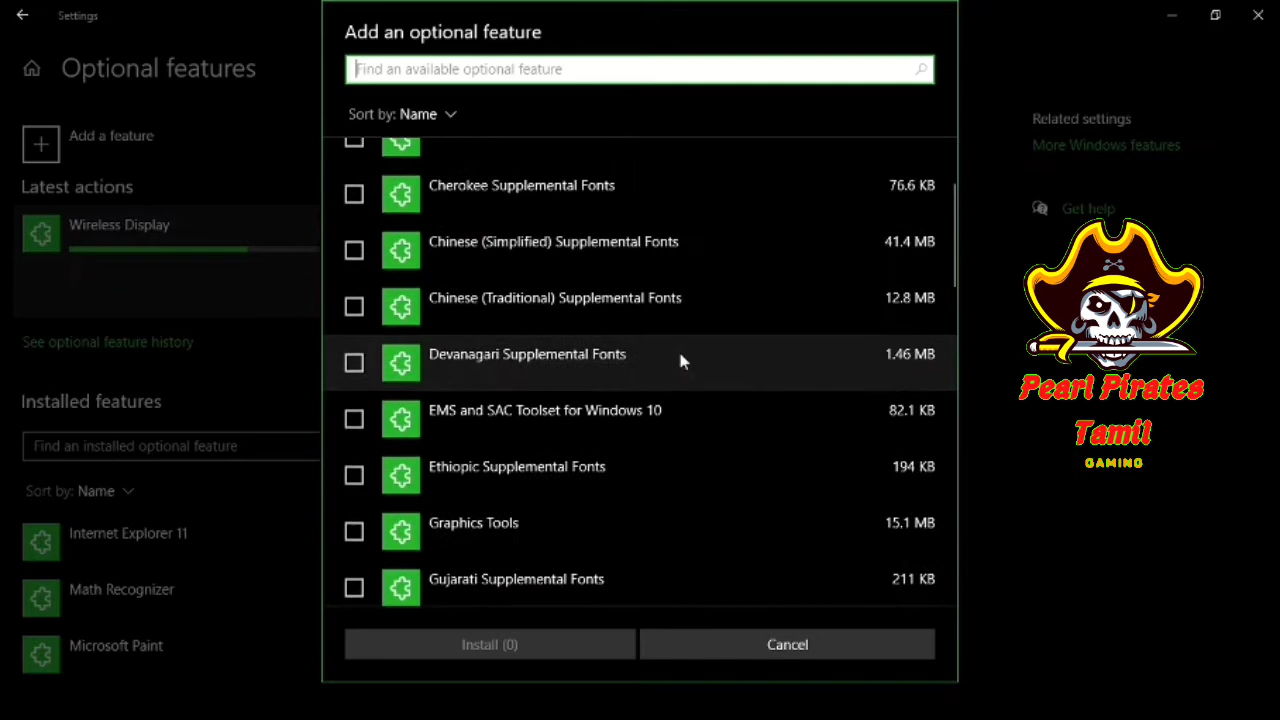 Settings
Optional features
Add a feature
Latest actions
Wireless Display
See optional feature history
Installed features
Find an installed optional feature
Sort by: Name
Internet Explorer 11
Math Recognizer
Microsoft Paint
Add an optional feature
Find an available optional feature
Sort by: Name
Cherokee Supplemental Fonts 76.6 KB
Chinese (Simplified) Supplemental Fonts 41.4 MB
Chinese (Traditional) Supplemental Fonts 12.8 MB
Devanagari Supplemental Fonts 1.46 MB
EMS and SAC Toolset for Windows 10 82.1 KB
Ethiopic Supplemental Fonts 194 KB
Graphics Tools 15.1 MB
Gujarati Supplemental Fonts 211 KB
Install (0) Cancel
Related settings
More Windows features
Get help
Pearl Pirates
Tamil
GAMING